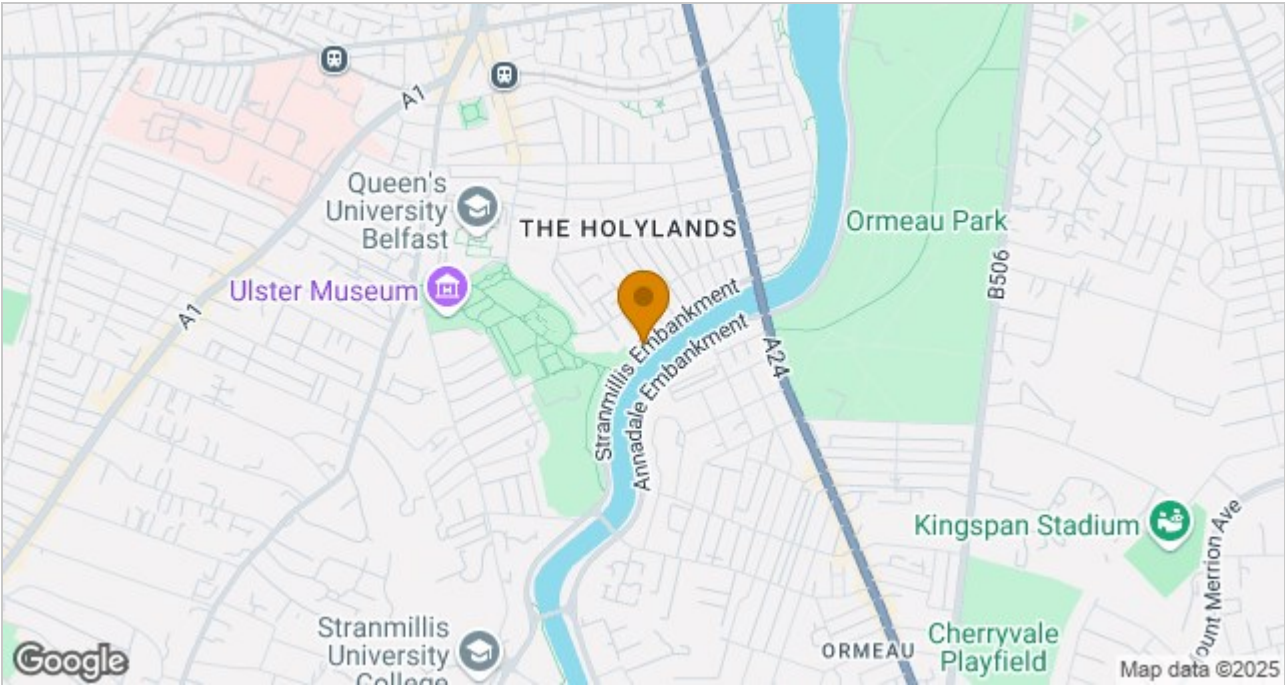 A1
Queen's
University
Belfast
THE HOLYLANDS
Ormeau Park
Ulster Museum
B506
A1
Stranmillis Embankment
Annadale Embankment
A24
Kingspan Stadium
ount Merrion Ave
Stranmillis
University
College
ORMEAU
Cherryvale
Playfield
Google
Map data ©2025